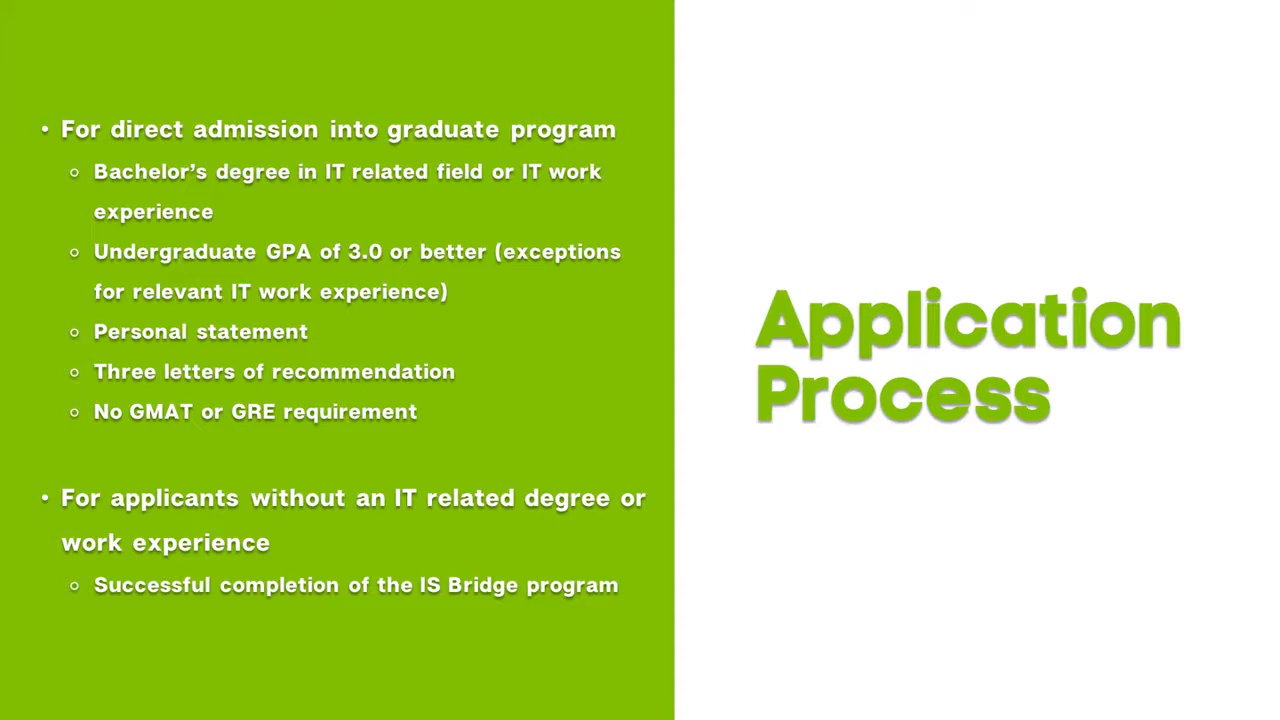 • For direct admission into graduate program
○ Bachelor’s degree in IT related field or IT work
experience
○ Undergraduate GPA of 3.0 or better (exceptions
for relevant IT work experience)
○ Personal statement
○ Three letters of recommendation
○ No GMAT or GRE requirement
• For applicants without an IT related degree or
work experience
○ Successful completion of the IS Bridge program
Application
Process